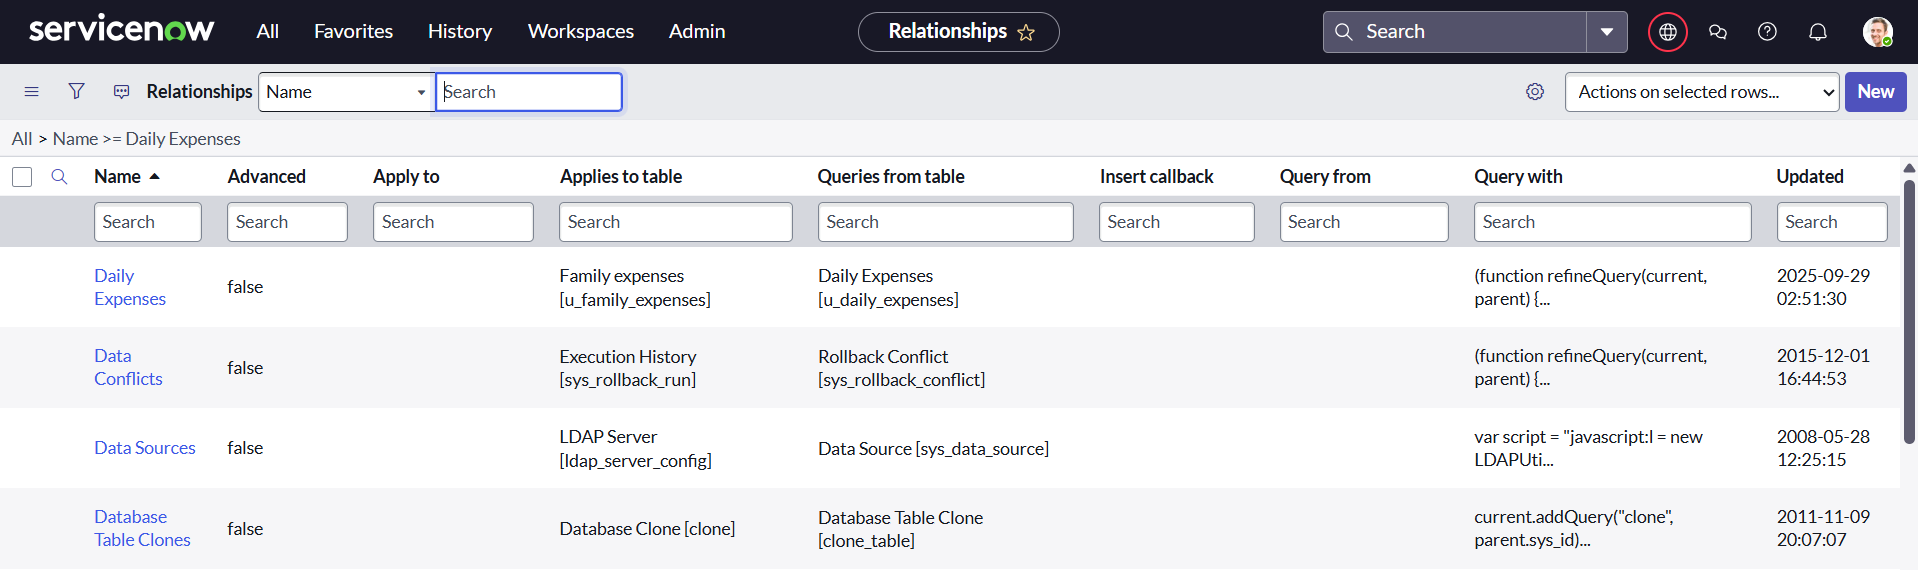 servicenow All Favorites History Workspaces Admin Relationships Search
Relationships Name Search Actions on selected rows... New
All > Name >= Daily Expenses
Name Advanced Apply to Applies to table Queries from table Insert callback Query from Query with Updated
Search Search Search Search Search Search Search Search Search
Daily Expenses false Family expenses [u_family_expenses] Daily Expenses [u_daily_expenses] (function refineQuery(current, parent) {... 2025-09-29 02:51:30
Data Conflicts false Execution History [sys_rollback_run] Rollback Conflict [sys_rollback_conflict] (function refineQuery(current, parent) {... 2015-12-01 16:44:53
Data Sources false LDAP Server [ldap_server_config] Data Source [sys_data_source] var script = "javascript:l = new LDAPUti... 2008-05-28 12:25:15
Database Table Clones false Database Clone [clone] Database Table Clone [clone_table] current.addQuery("clone", parent.sys_id)... 2011-11-09 20:07:07